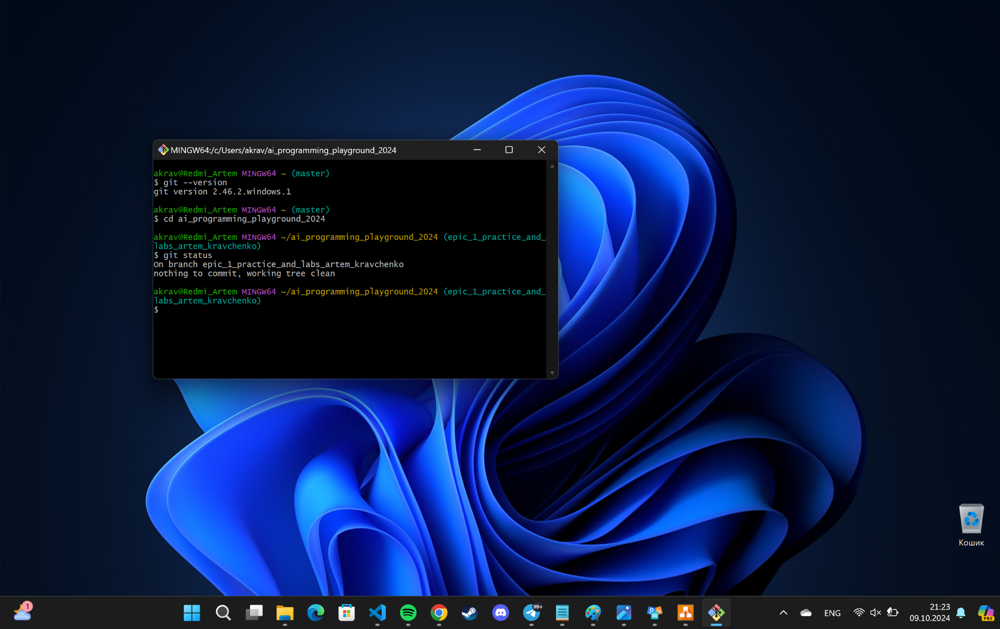 MINGW64:/c/Users/akrav/ai_programming_playground_2024
akrav@Redmi_Artem MINGW64 ~ (master)
$ git --version
git version 2.46.2.windows.1
akrav@Redmi_Artem MINGW64 ~ (master)
$ cd ai_programming_playground_2024
akrav@Redmi_Artem MINGW64 ~/ai_programming_playground_2024 (epic_1_practice_and_
labs_artem_kravchenko)
$ git status
On branch epic_1_practice_and_labs_artem_kravchenko
nothing to commit, working tree clean
akrav@Redmi_Artem MINGW64 ~/ai_programming_playground_2024 (epic_1_practice_and_
labs_artem_kravchenko)
$
Кошик
1
99+
ENG
21:23
09.10.2024
PRE